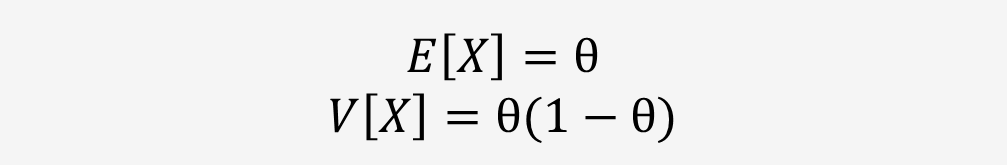 E[X] = θ
V[X] = θ(1 − θ)